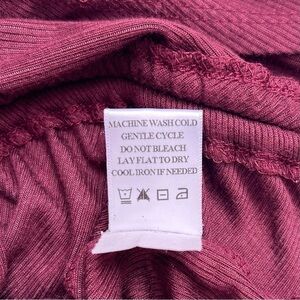 MACHINE WASH COLD
GENTLE CYCLE
DO NOT BLEACH
LAY FLAT TO DRY
COOL IRON IF NEEDED